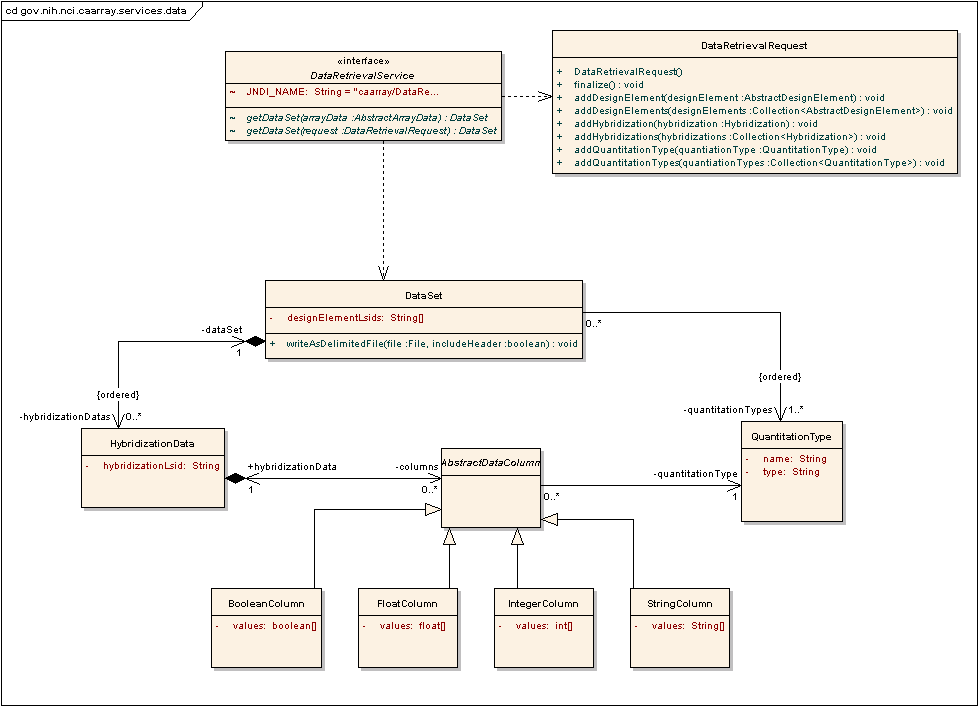 cd gov.nih.nci.caarray.services.data
«interface»
DataRetrievalService
~ JNDI_NAME: String = "caarray/DataRe...
~ getDataSet(arrayData :AbstractArrayData) : DataSet
~ getDataSet(request :DataRetrievalRequest) : DataSet
DataRetrievalRequest
+ DataRetrievalRequest()
+ finalize() : void
+ addDesignElement(designElement :AbstractDesignElement) : void
+ addDesignElements(designElements :Collection<AbstractDesignElement>) : void
+ addHybridization(hybridization :Hybridization) : void
+ addHybridizations(hybridizations :Collection<Hybridization>) : void
+ addQuantitationType(quantiationType :QuantitationType) : void
+ addQuantitationTypes(quantiationTypes :Collection<QuantitationType>) : void
DataSet
- designElementLsids: String[]
+ writeAsDelimitedFile(file :File, includeHeader :boolean) : void
-dataSet
1
0..*
{ordered}
{ordered}
-hybridizationDatas
0..*
-quantitationTypes
1..*
HybridizationData
- hybridizationLsid: String
+hybridizationData
1
-columns
0..*
AbstractDataColumn
0..*
-quantitationType
1
QuantitationType
- name: String
- type: String
BooleanColumn
- values: boolean[]
FloatColumn
- values: float[]
IntegerColumn
- values: int[]
StringColumn
- values: String[]